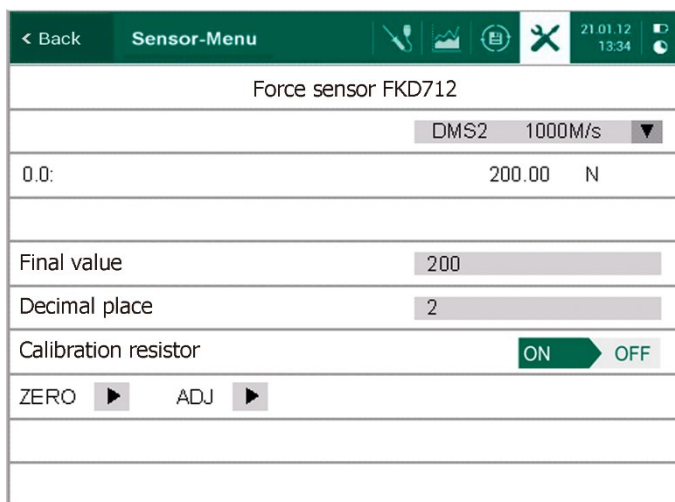 < Back Sensor-Menu 21.01.12
13:34
Force sensor FKD712
DMS2 1000M/s
0.0: 200.00 N
Final value 200
Decimal place 2
Calibration resistor ON OFF
ZERO ADJ